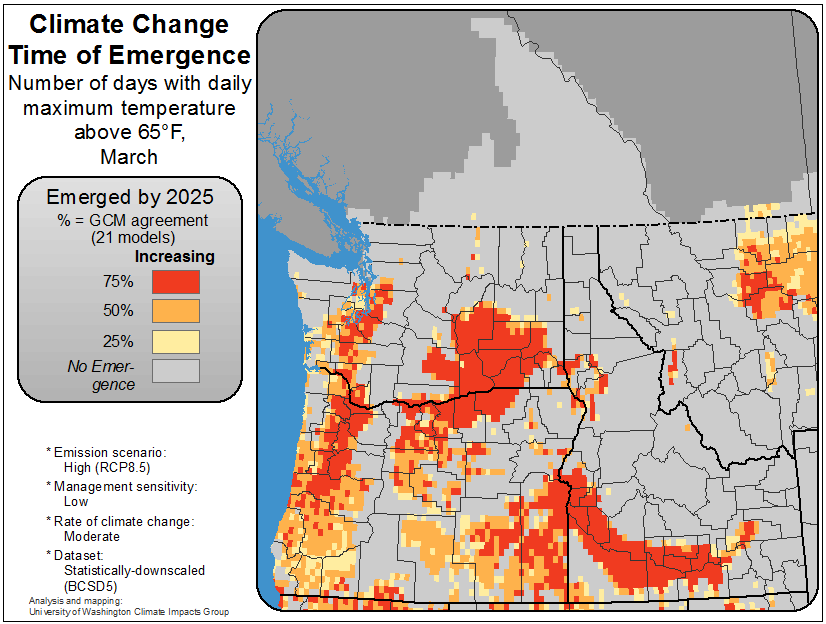 Climate Change
Time of Emergence
Number of days with daily
maximum temperature
above 65°F,
March
Emerged by 2025
% = GCM agreement
(21 models)
Increasing
75%
50%
25%
No Emer-
gence
* Emission scenario:
High (RCP8.5)
* Management sensitivity:
Low
* Rate of climate change:
Moderate
* Dataset:
Statistically-downscaled
(BCSD5)
Analysis and mapping:
University of Washington Climate Impacts Group